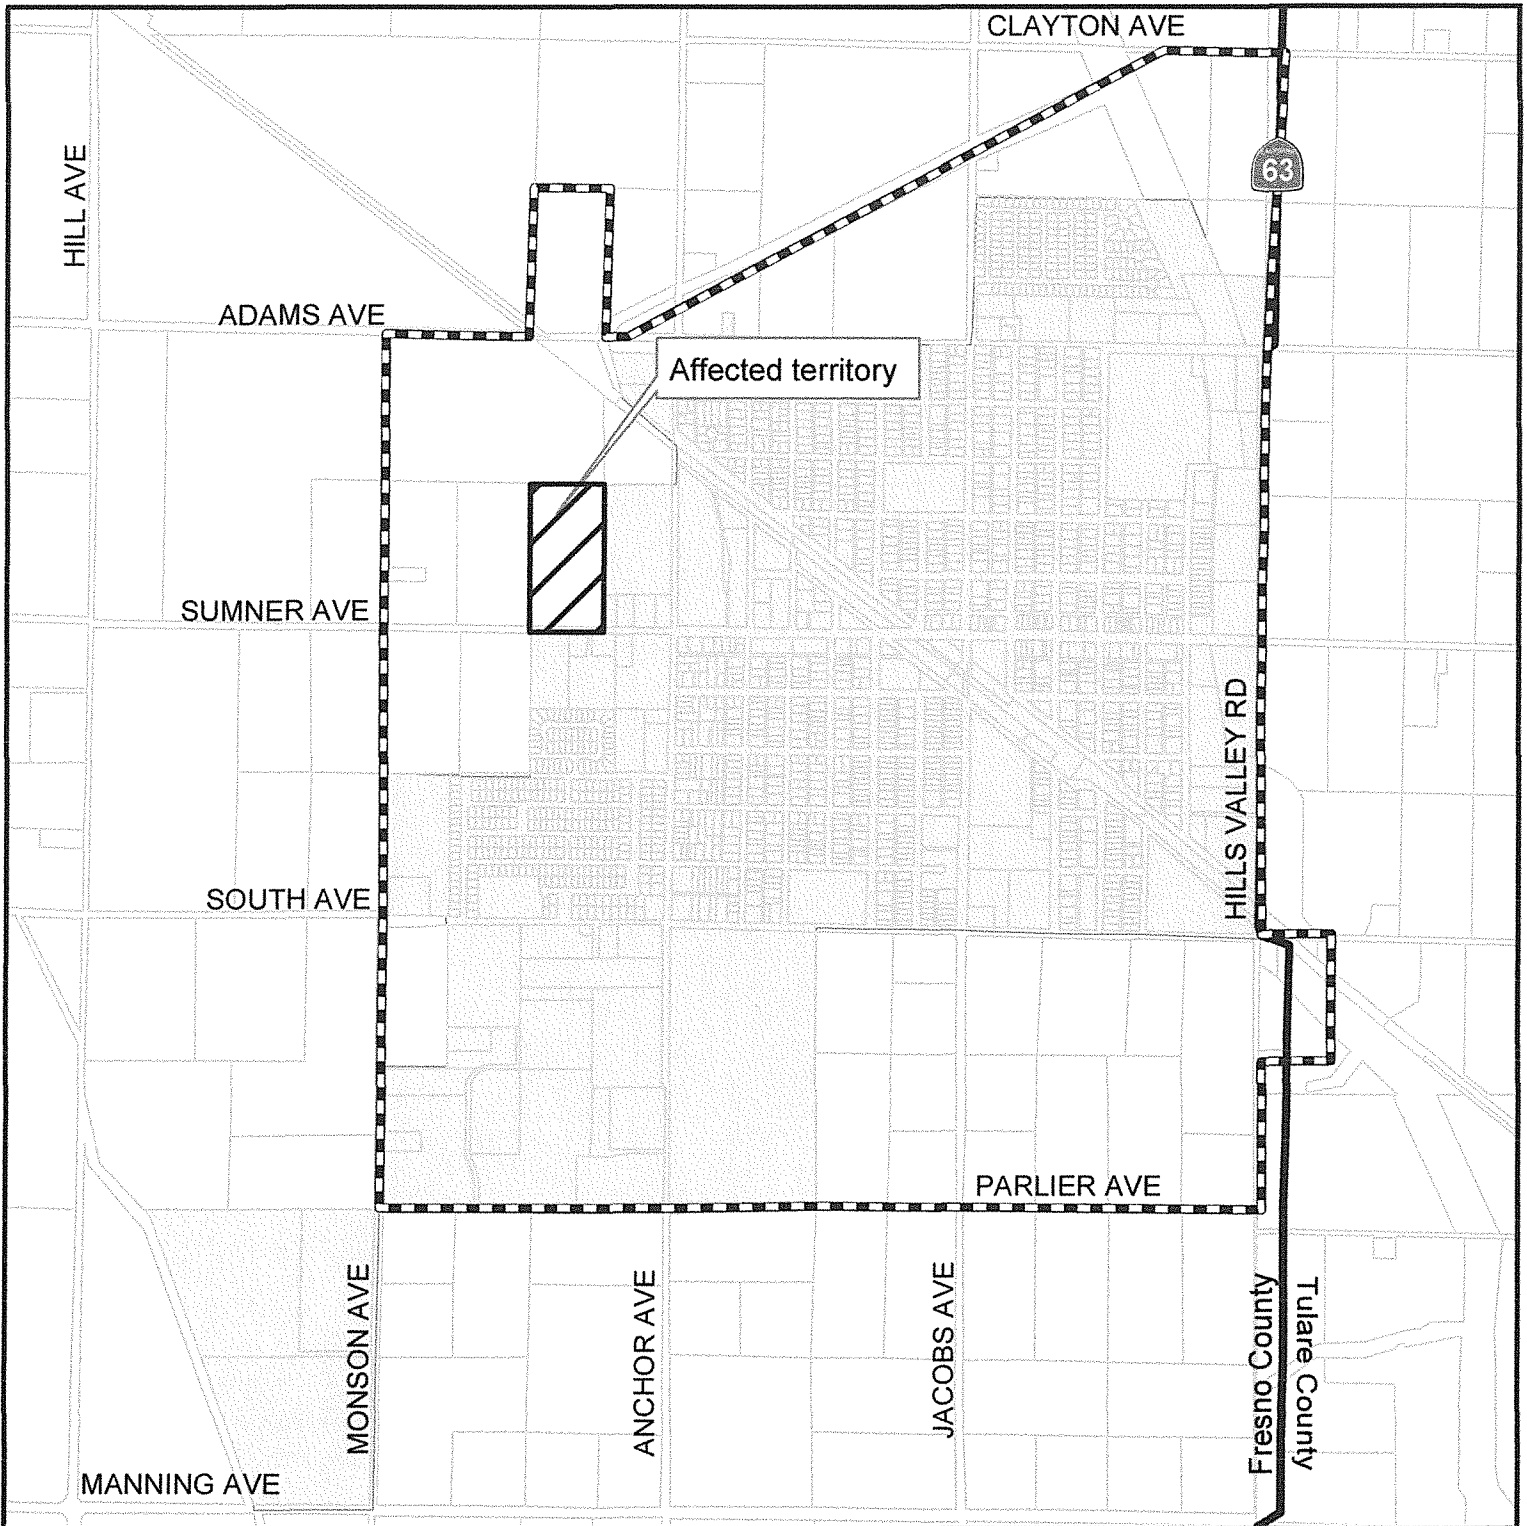 CLAYTON AVE
HILL AVE
63
ADAMS AVE
Affected territory
SUMNER AVE
HILLS VALLEY RD
SOUTH AVE
PARLIER AVE
MONSON AVE
ANCHOR AVE
JACOBS AVE
Fresno County
Tulare County
MANNING AVE